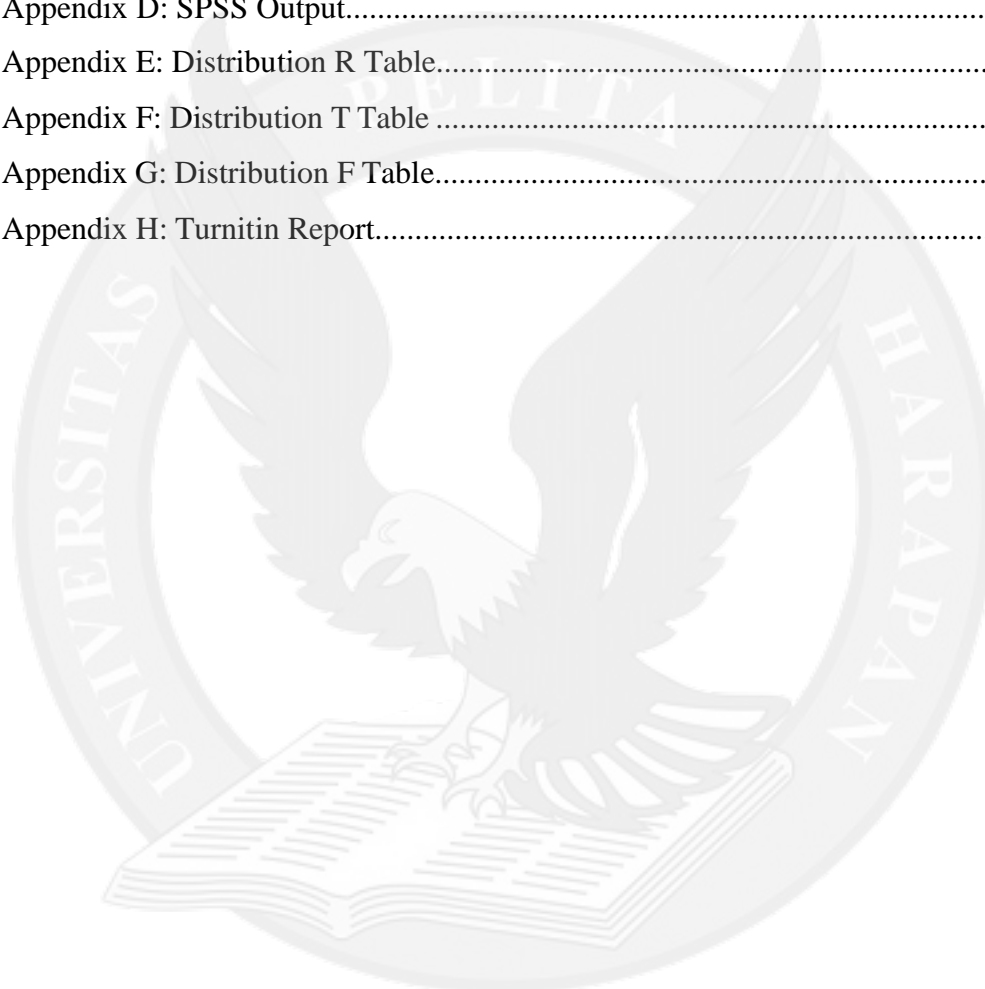 Appendix D: SPSS Output........................................................................................
Appendix E: Distribution R Table.............................................................................
Appendix F: Distribution T Table .............................................................................
Appendix G: Distribution F Table.............................................................................
Appendix H: Turnitin Report....................................................................................
UNIVERSITAS PELITA HARAPAN